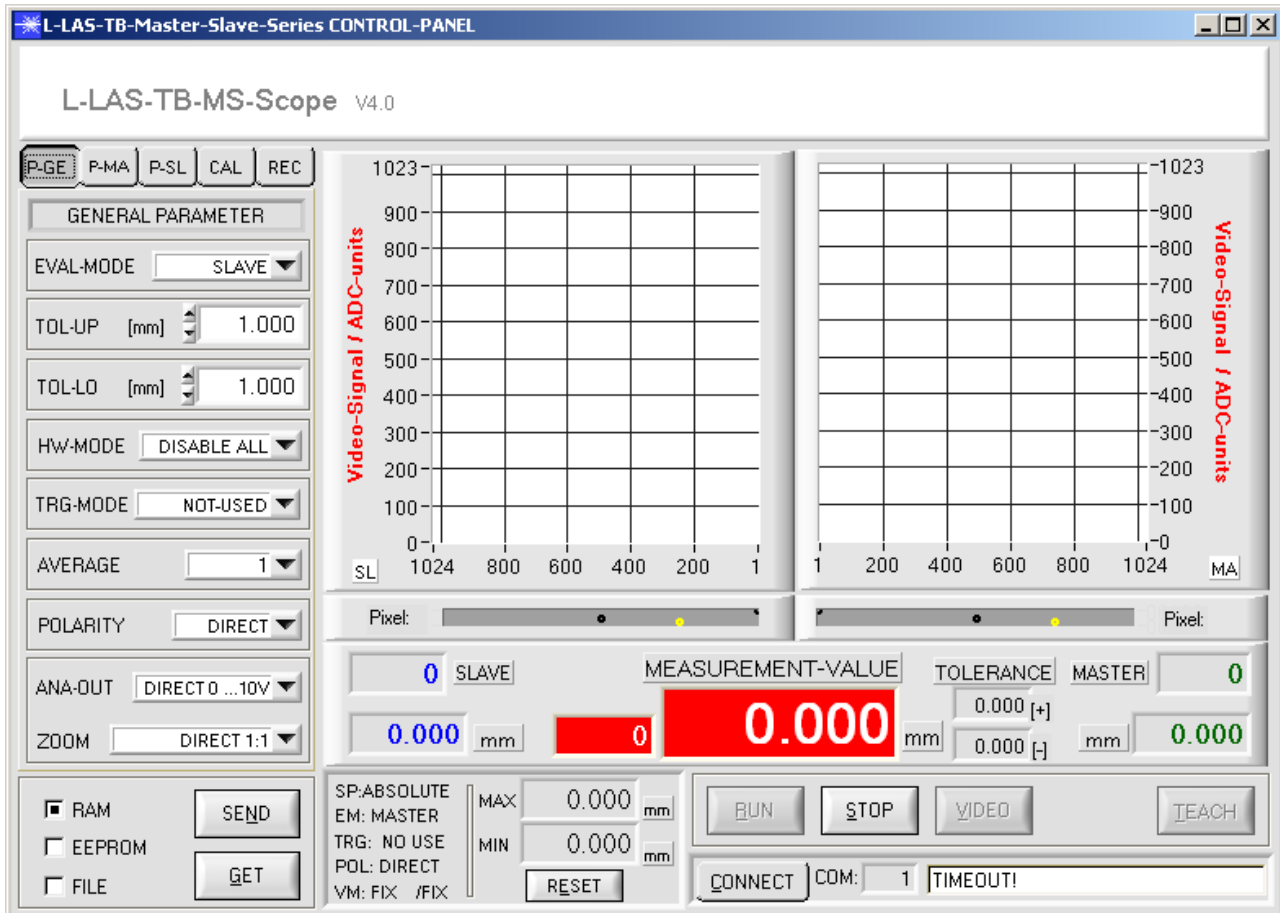 L-LAS-TB-Master-Slave-Series CONTROL-PANEL
L-LAS-TB-MS-Scope V4.0
P-GE P-MA P-SL CAL REC
GENERAL PARAMETER
EVAL-MODE SLAVE
TOL-UP [mm] 1.000
TOL-LO [mm] 1.000
HW-MODE DISABLE ALL
TRG-MODE NOT-USED
AVERAGE 1
POLARITY DIRECT
ANA-OUT DIRECT 0 ...10V
ZOOM DIRECT 1:1
RAM
EEPROM
FILE
SEND
GET
Video-Signal / ADC-units
1023
900
800
700
600
500
400
300
200
100
0
SL 1024 800 600 400 200 1
1023
900
800
700
600
500
400
300
200
100
0
Video-Signal / ADC-units
1 200 400 600 800 1024 MA
Pixel:
Pixel:
0 SLAVE
0.000 mm
MEASUREMENT-VALUE
0 0.000 mm
TOLERANCE
0.000 [+]
0.000 [-]
MASTER 0
mm 0.000
SP:ABSOLUTE
EM: MASTER
TRG: NO USE
POL: DIRECT
VM: FIX /FIX
MAX 0.000 mm
MIN 0.000 mm
RESET
RUN STOP VIDEO TEACH
CONNECT COM: 1 TIMEOUT!